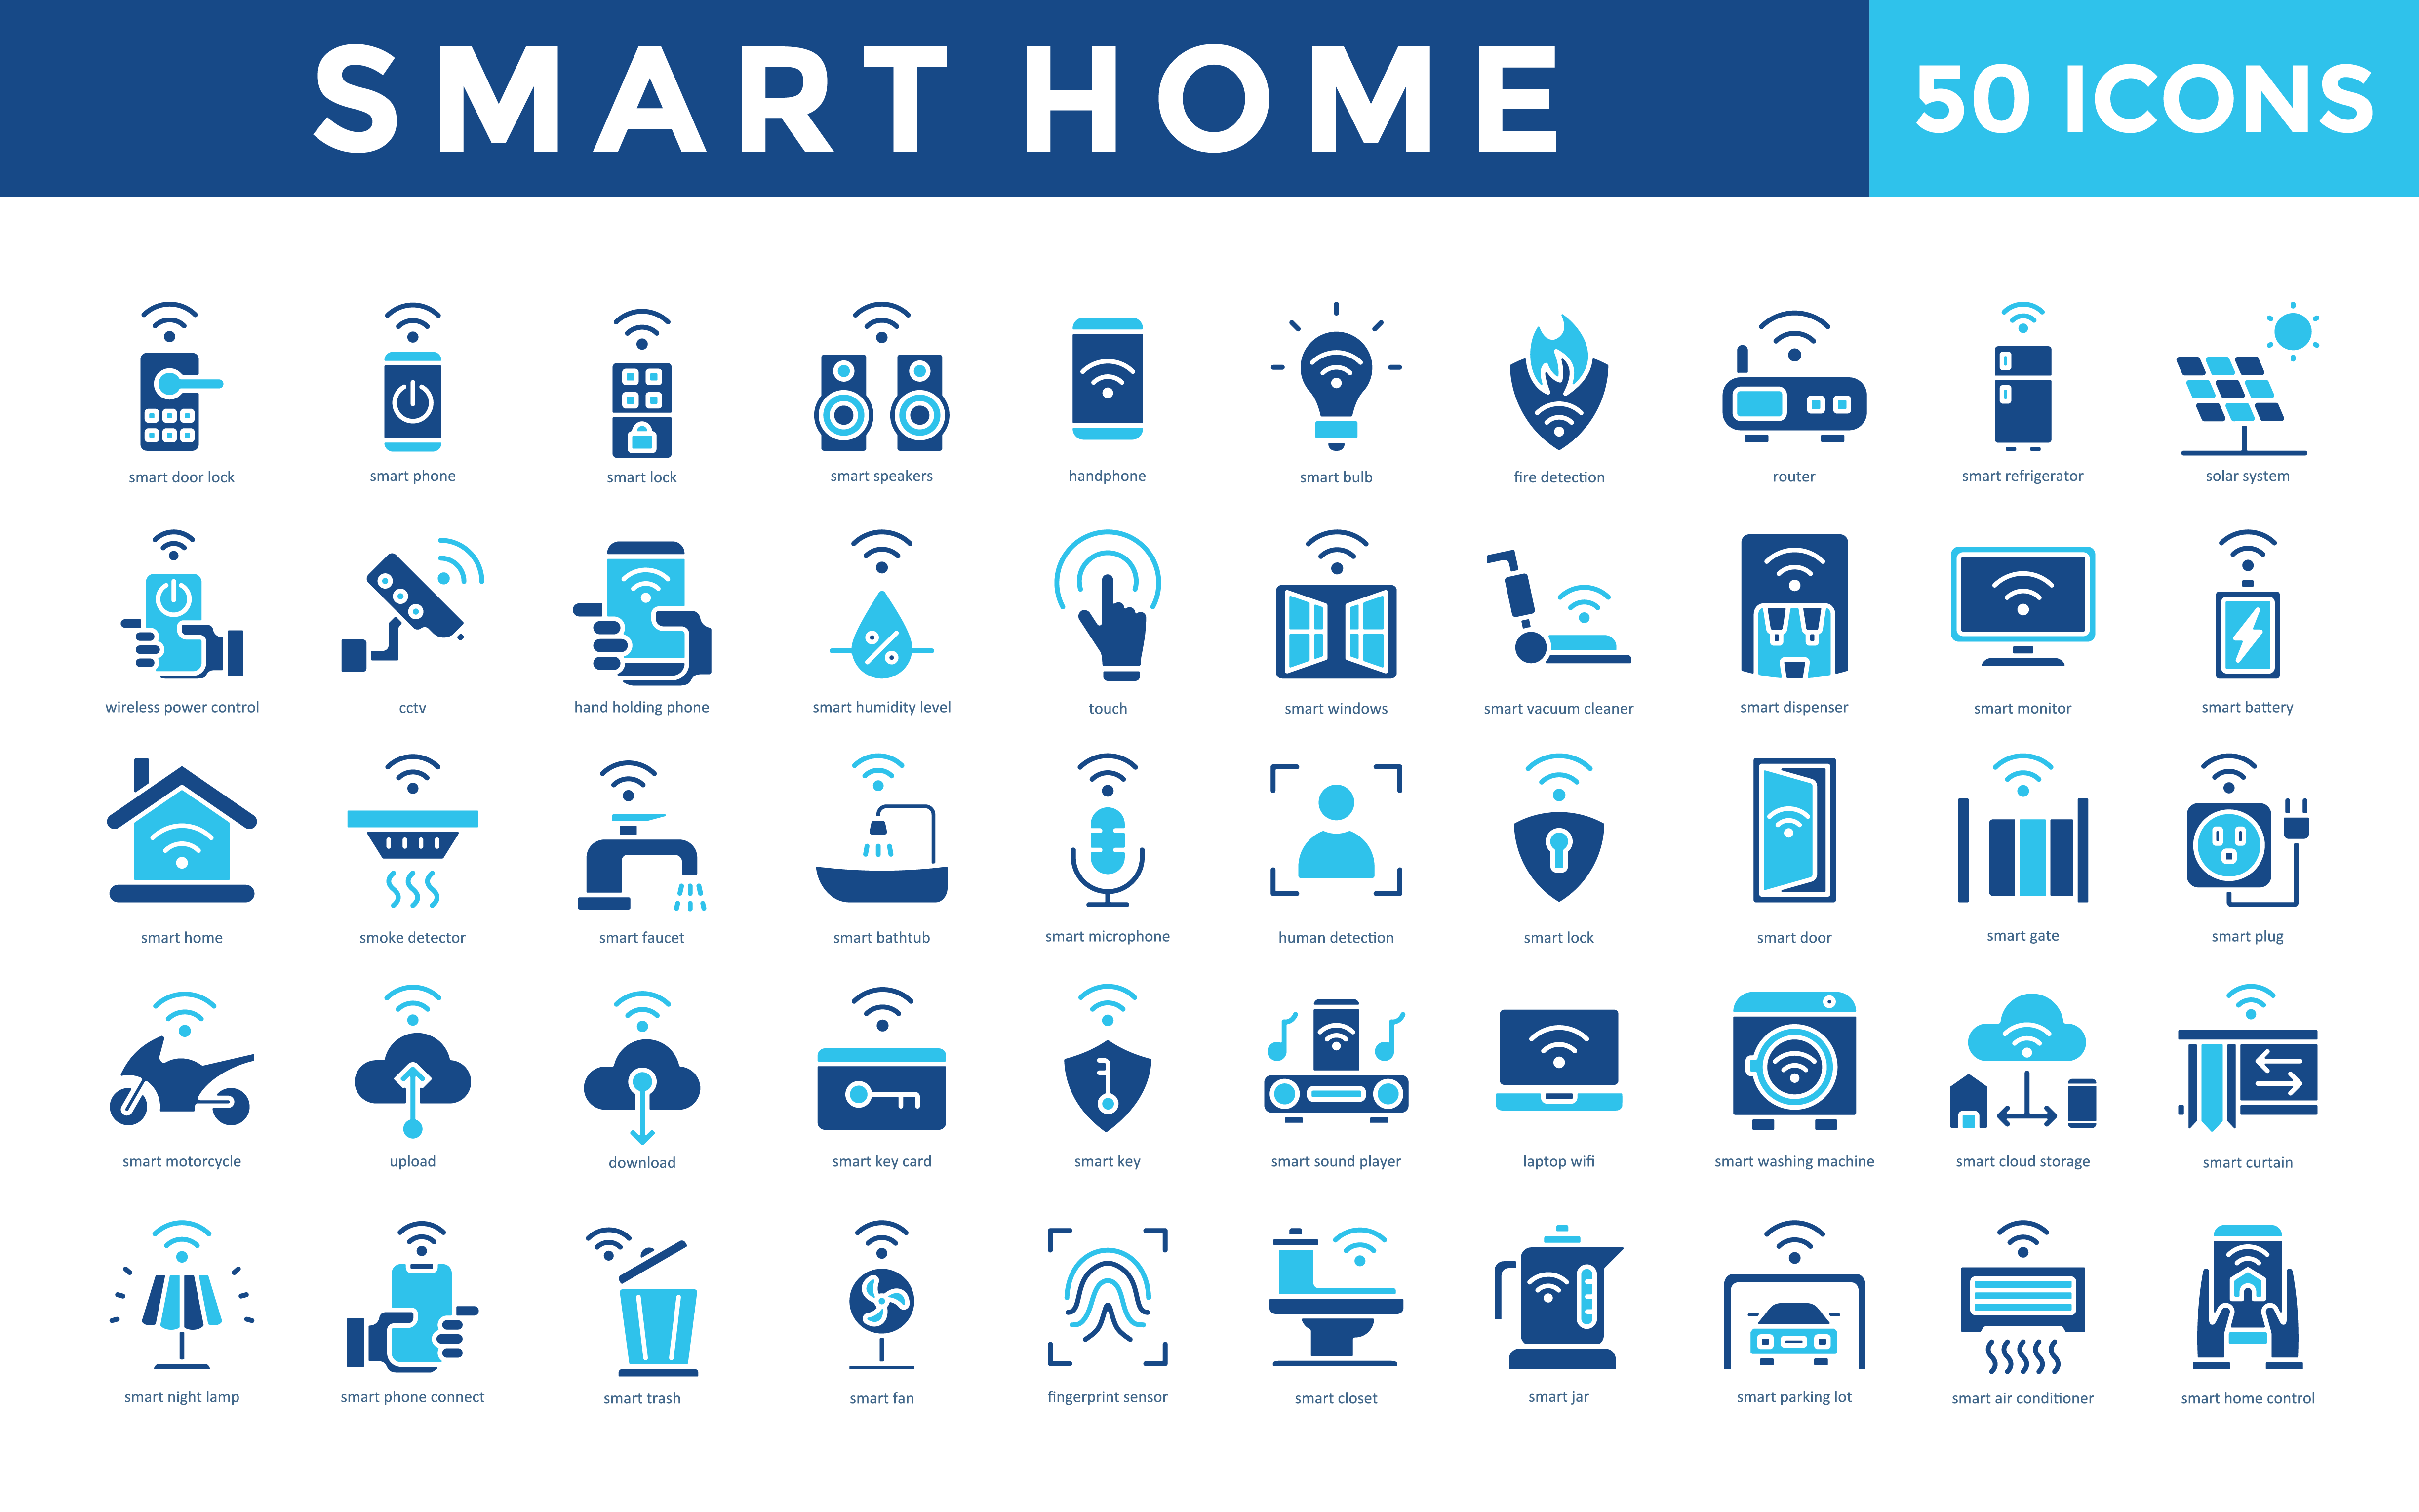 SMART HOME
50 ICONS
smart door lock
smart phone
smart lock
smart speakers
handphone
smart bulb
fire detection
router
smart refrigerator
solar system
wireless power control
cctv
hand holding phone
smart humidity level
touch
smart windows
smart vacuum cleaner
smart dispenser
smart monitor
smart battery
smart home
smoke detector
smart faucet
smart bathtub
smart microphone
human detection
smart lock
smart door
smart gate
smart plug
smart motorcycle
upload
download
smart key card
smart key
smart sound player
laptop wifi
smart washing machine
smart cloud storage
smart curtain
smart night lamp
smart phone connect
smart trash
smart fan
fingerprint sensor
smart closet
smart jar
smart parking lot
smart air conditioner
smart home control